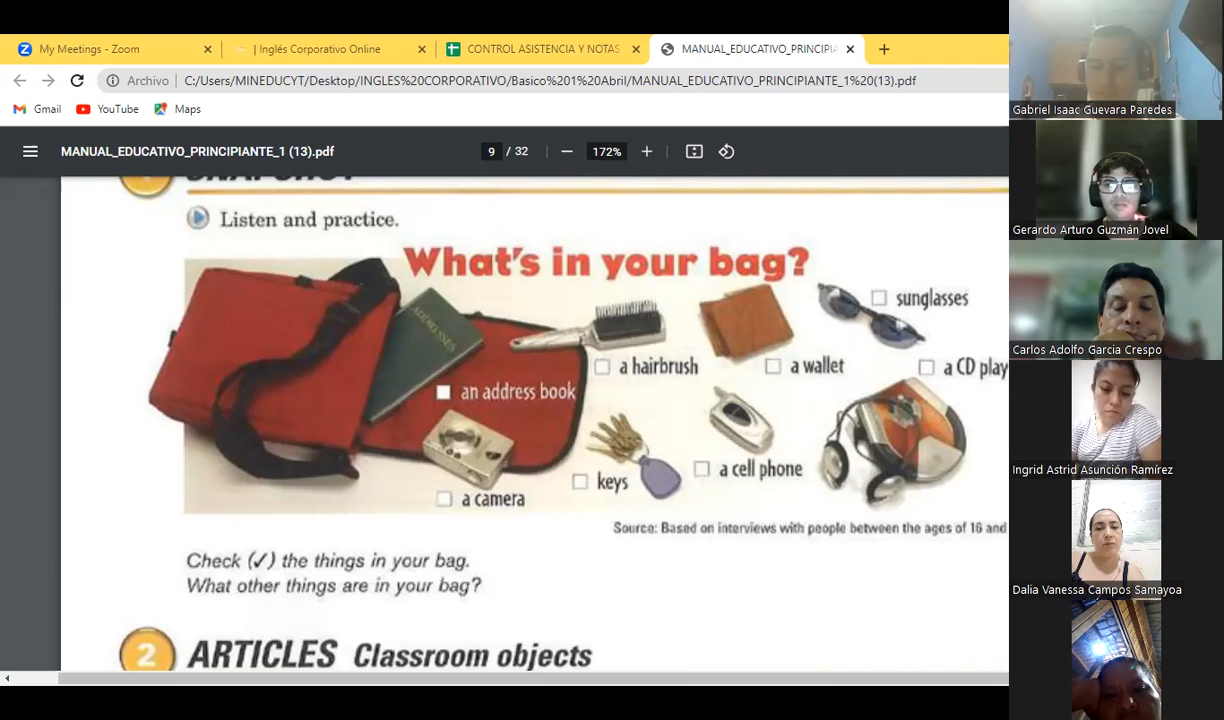 My Meetings - Zoom
| Inglés Corporativo Online
CONTROL ASISTENCIA Y NOTAS
MANUAL_EDUCATIVO_PRINCIPIA
Archivo
C:/Users/MINEDUCYT/Desktop/INGLES%20CORPORATIVO/Basico%201%20Abril/MANUAL_EDUCATIVO_PRINCIPIANTE_1%20(13).pdf
Gmail
YouTube
Maps
MANUAL_EDUCATIVO_PRINCIPIANTE_1 (13).pdf
9 / 32
172%
SNAPSHOT
Listen and practice.
What's in your bag?
ADDRESSES
sunglasses
a hairbrush
a wallet
a CD play
an address book
a cell phone
keys
a camera
Source: Based on interviews with people between the ages of 16 and
Check (✓) the things in your bag.
What other things are in your bag?
2 ARTICLES Classroom objects
Gabriel Isaac Guevara Paredes
Gerardo Arturo Guzmán Jovel
Carlos Adolfo Garcia Crespo
Ingrid Astrid Asunción Ramírez
Dalia Vanessa Campos Samayoa